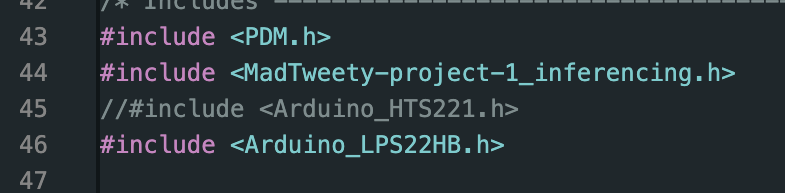 42 /* Includes ------------------------------------
43 #include <PDM.h>
44 #include <MadTweety-project-1_inferencing.h>
45 //#include <Arduino_HTS221.h>
46 #include <Arduino_LPS22HB.h>
47